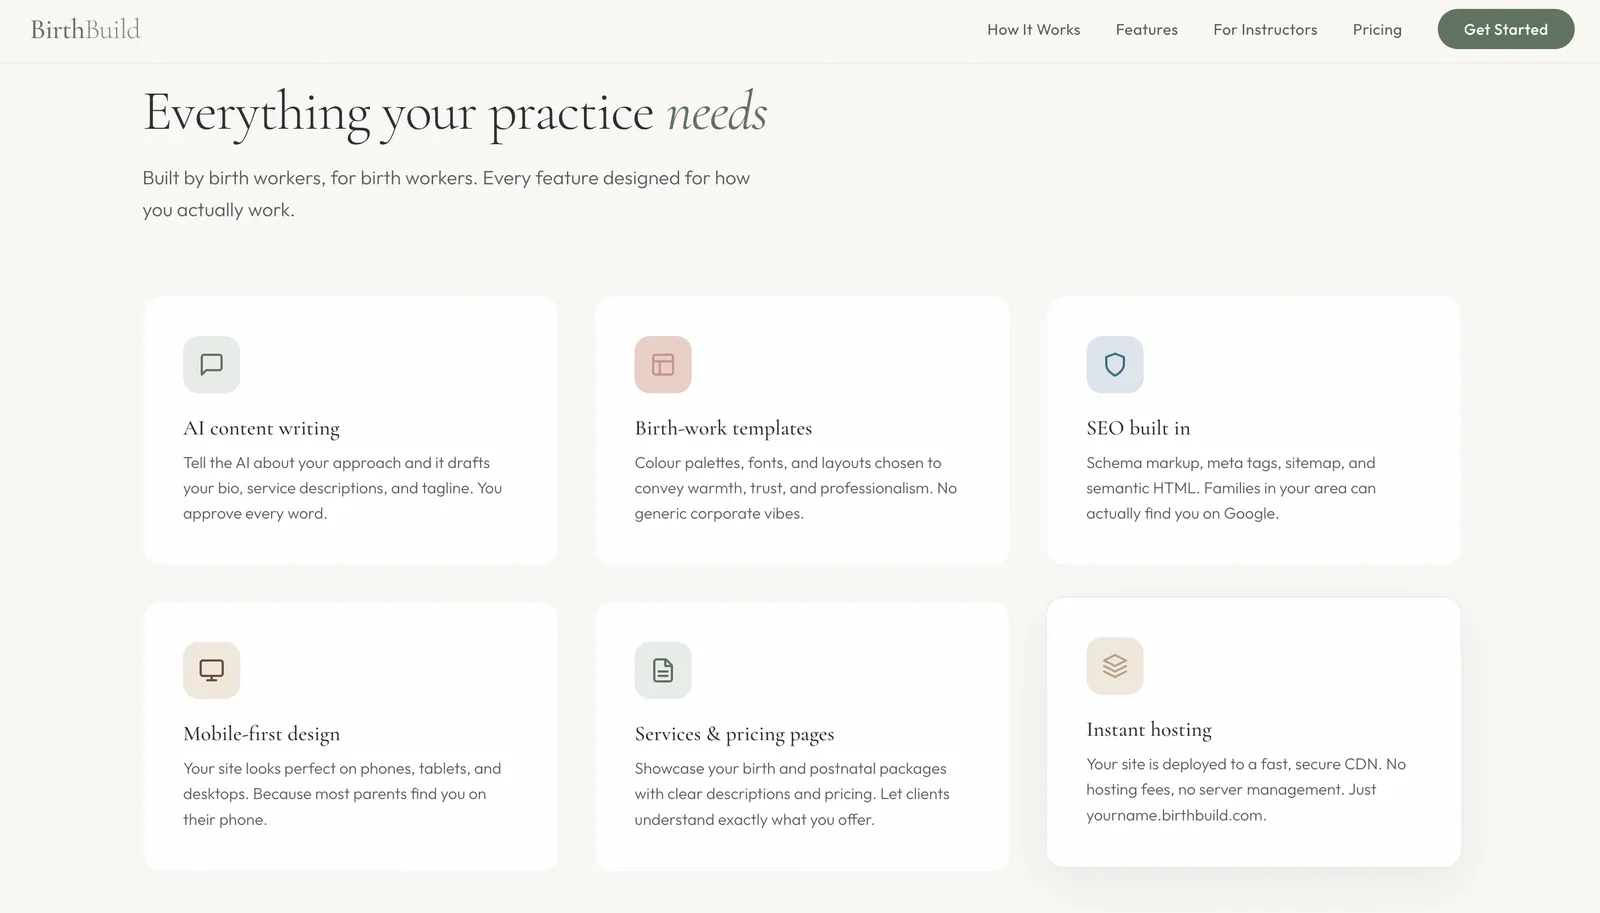 BirthBuild
How It Works
Features
For Instructors
Pricing
Get Started
Everything your practice needs
Built by birth workers, for birth workers. Every feature designed for how
you actually work.
AI content writing
Tell the AI about your approach and it drafts
your bio, service descriptions, and tagline. You
approve every word.
Birth-work templates
Colour palettes, fonts, and layouts chosen to
convey warmth, trust, and professionalism. No
generic corporate vibes.
SEO built in
Schema markup, meta tags, sitemap, and
semantic HTML. Families in your area can
actually find you on Google.
Mobile-first design
Your site looks perfect on phones, tablets, and
desktops. Because most parents find you on
their phone.
Services & pricing pages
Showcase your birth and postnatal packages
with clear descriptions and pricing. Let clients
understand exactly what you offer.
Instant hosting
Your site is deployed to a fast, secure CDN. No
hosting fees, no server management. Just
yourname.birthbuild.com.